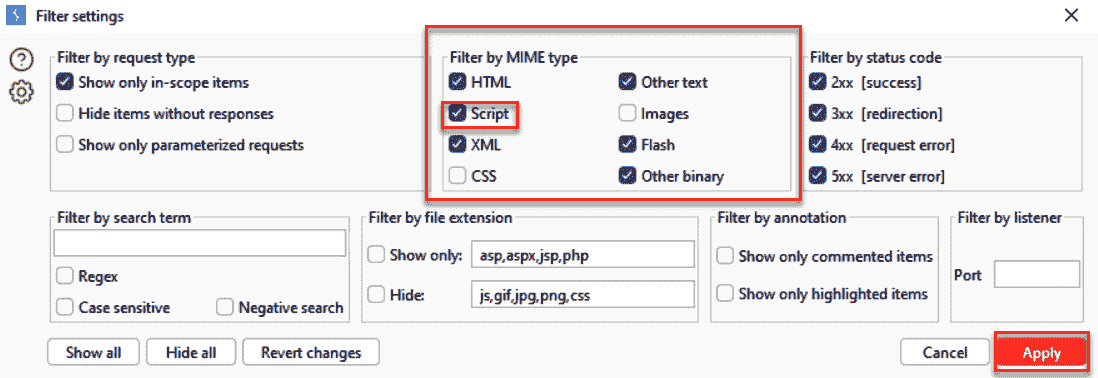 Filter settings
Filter by request type
Show only in-scope items
Hide items without responses
Show only parameterized requests
Filter by MIME type
HTML
Script
XML
CSS
Other text
Images
Flash
Other binary
Filter by status code
2xx [success]
3xx [redirection]
4xx [request error]
5xx [server error]
Filter by search term
Regex
Case sensitive
Negative search
Filter by file extension
Show only:
asp,aspx,jsp,php
Hide:
js,gif,jpg,png,css
Filter by annotation
Show only commented items
Show only highlighted items
Filter by listener
Port
Show all
Hide all
Revert changes
Cancel
Apply